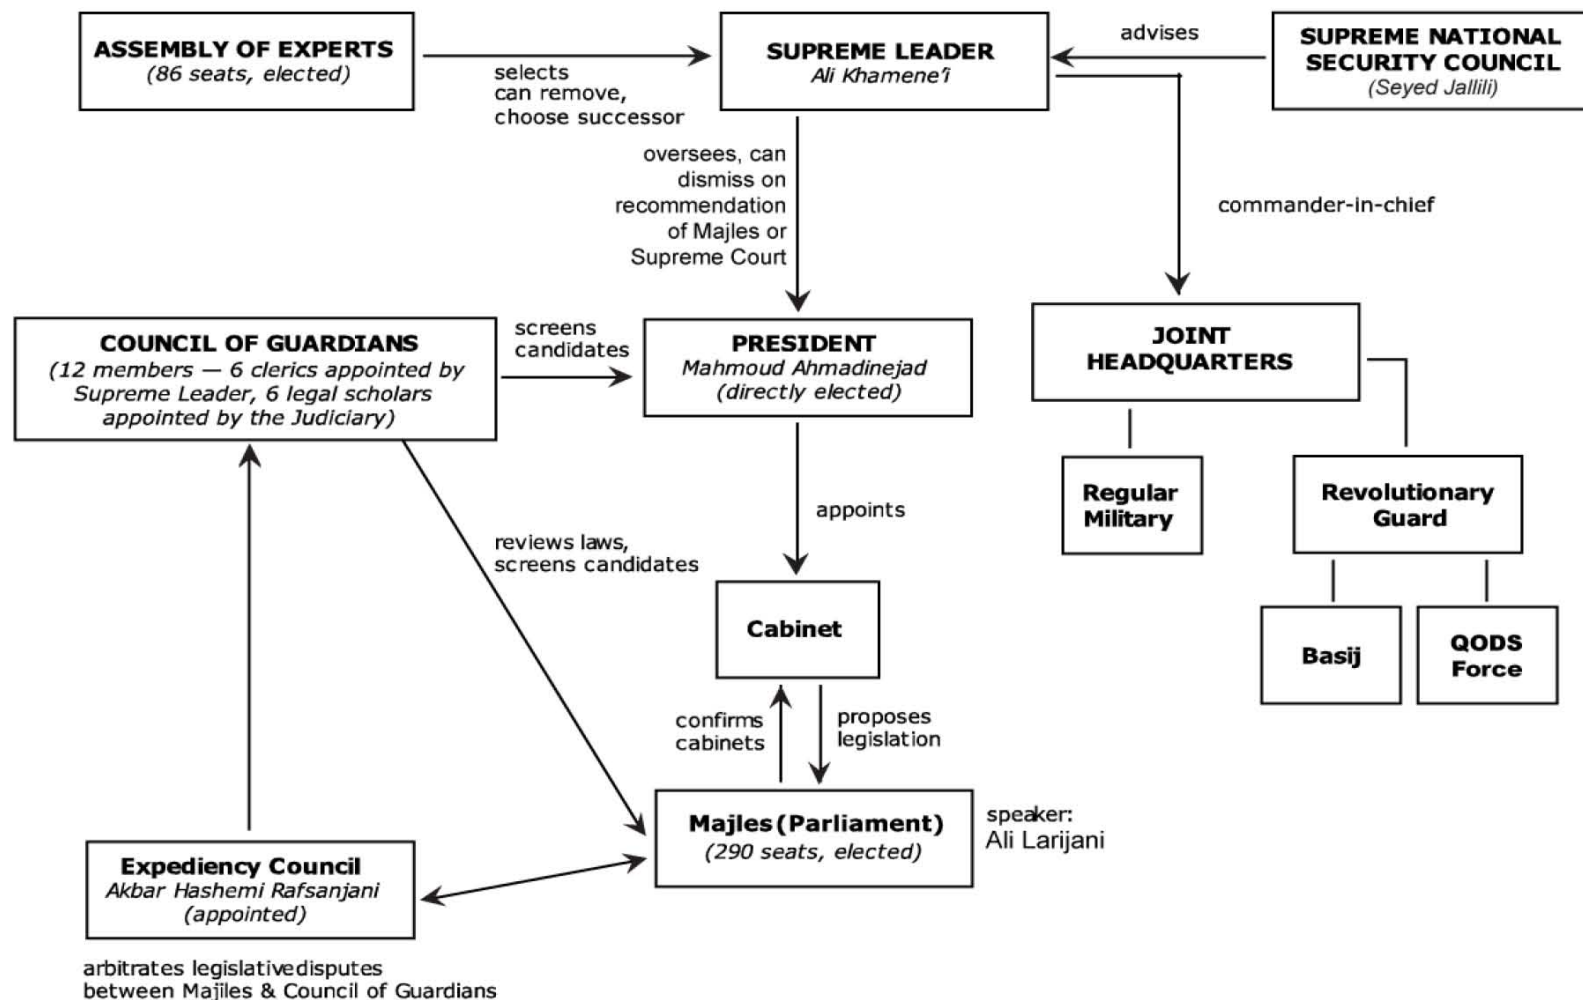 ASSEMBLY OF EXPERTS
(86 seats, elected)
selects
can remove,
choose successor
SUPREME LEADER
Ali Khamene'i
advises
SUPREME NATIONAL
SECURITY COUNCIL
(Seyed Jallili)
oversees, can
dismiss on
recommendation
of Majles or
Supreme Court
commander-in-chief
COUNCIL OF GUARDIANS
(12 members — 6 clerics appointed by
Supreme Leader, 6 legal scholars
appointed by the Judiciary)
screens
candidates
PRESIDENT
Mahmoud Ahmadinejad
(directly elected)
JOINT
HEADQUARTERS
Regular
Military
Revolutionary
Guard
appoints
reviews laws,
screens candidates
Cabinet
Basij
QODS
Force
confirms
cabinets
proposes
legislation
Majles (Parliament)
(290 seats, elected)
speaker:
Ali Larijani
Expediency Council
Akbar Hashemi Rafsanjani
(appointed)
arbitrates legislativedisputes
between Majiles & Council of Guardians